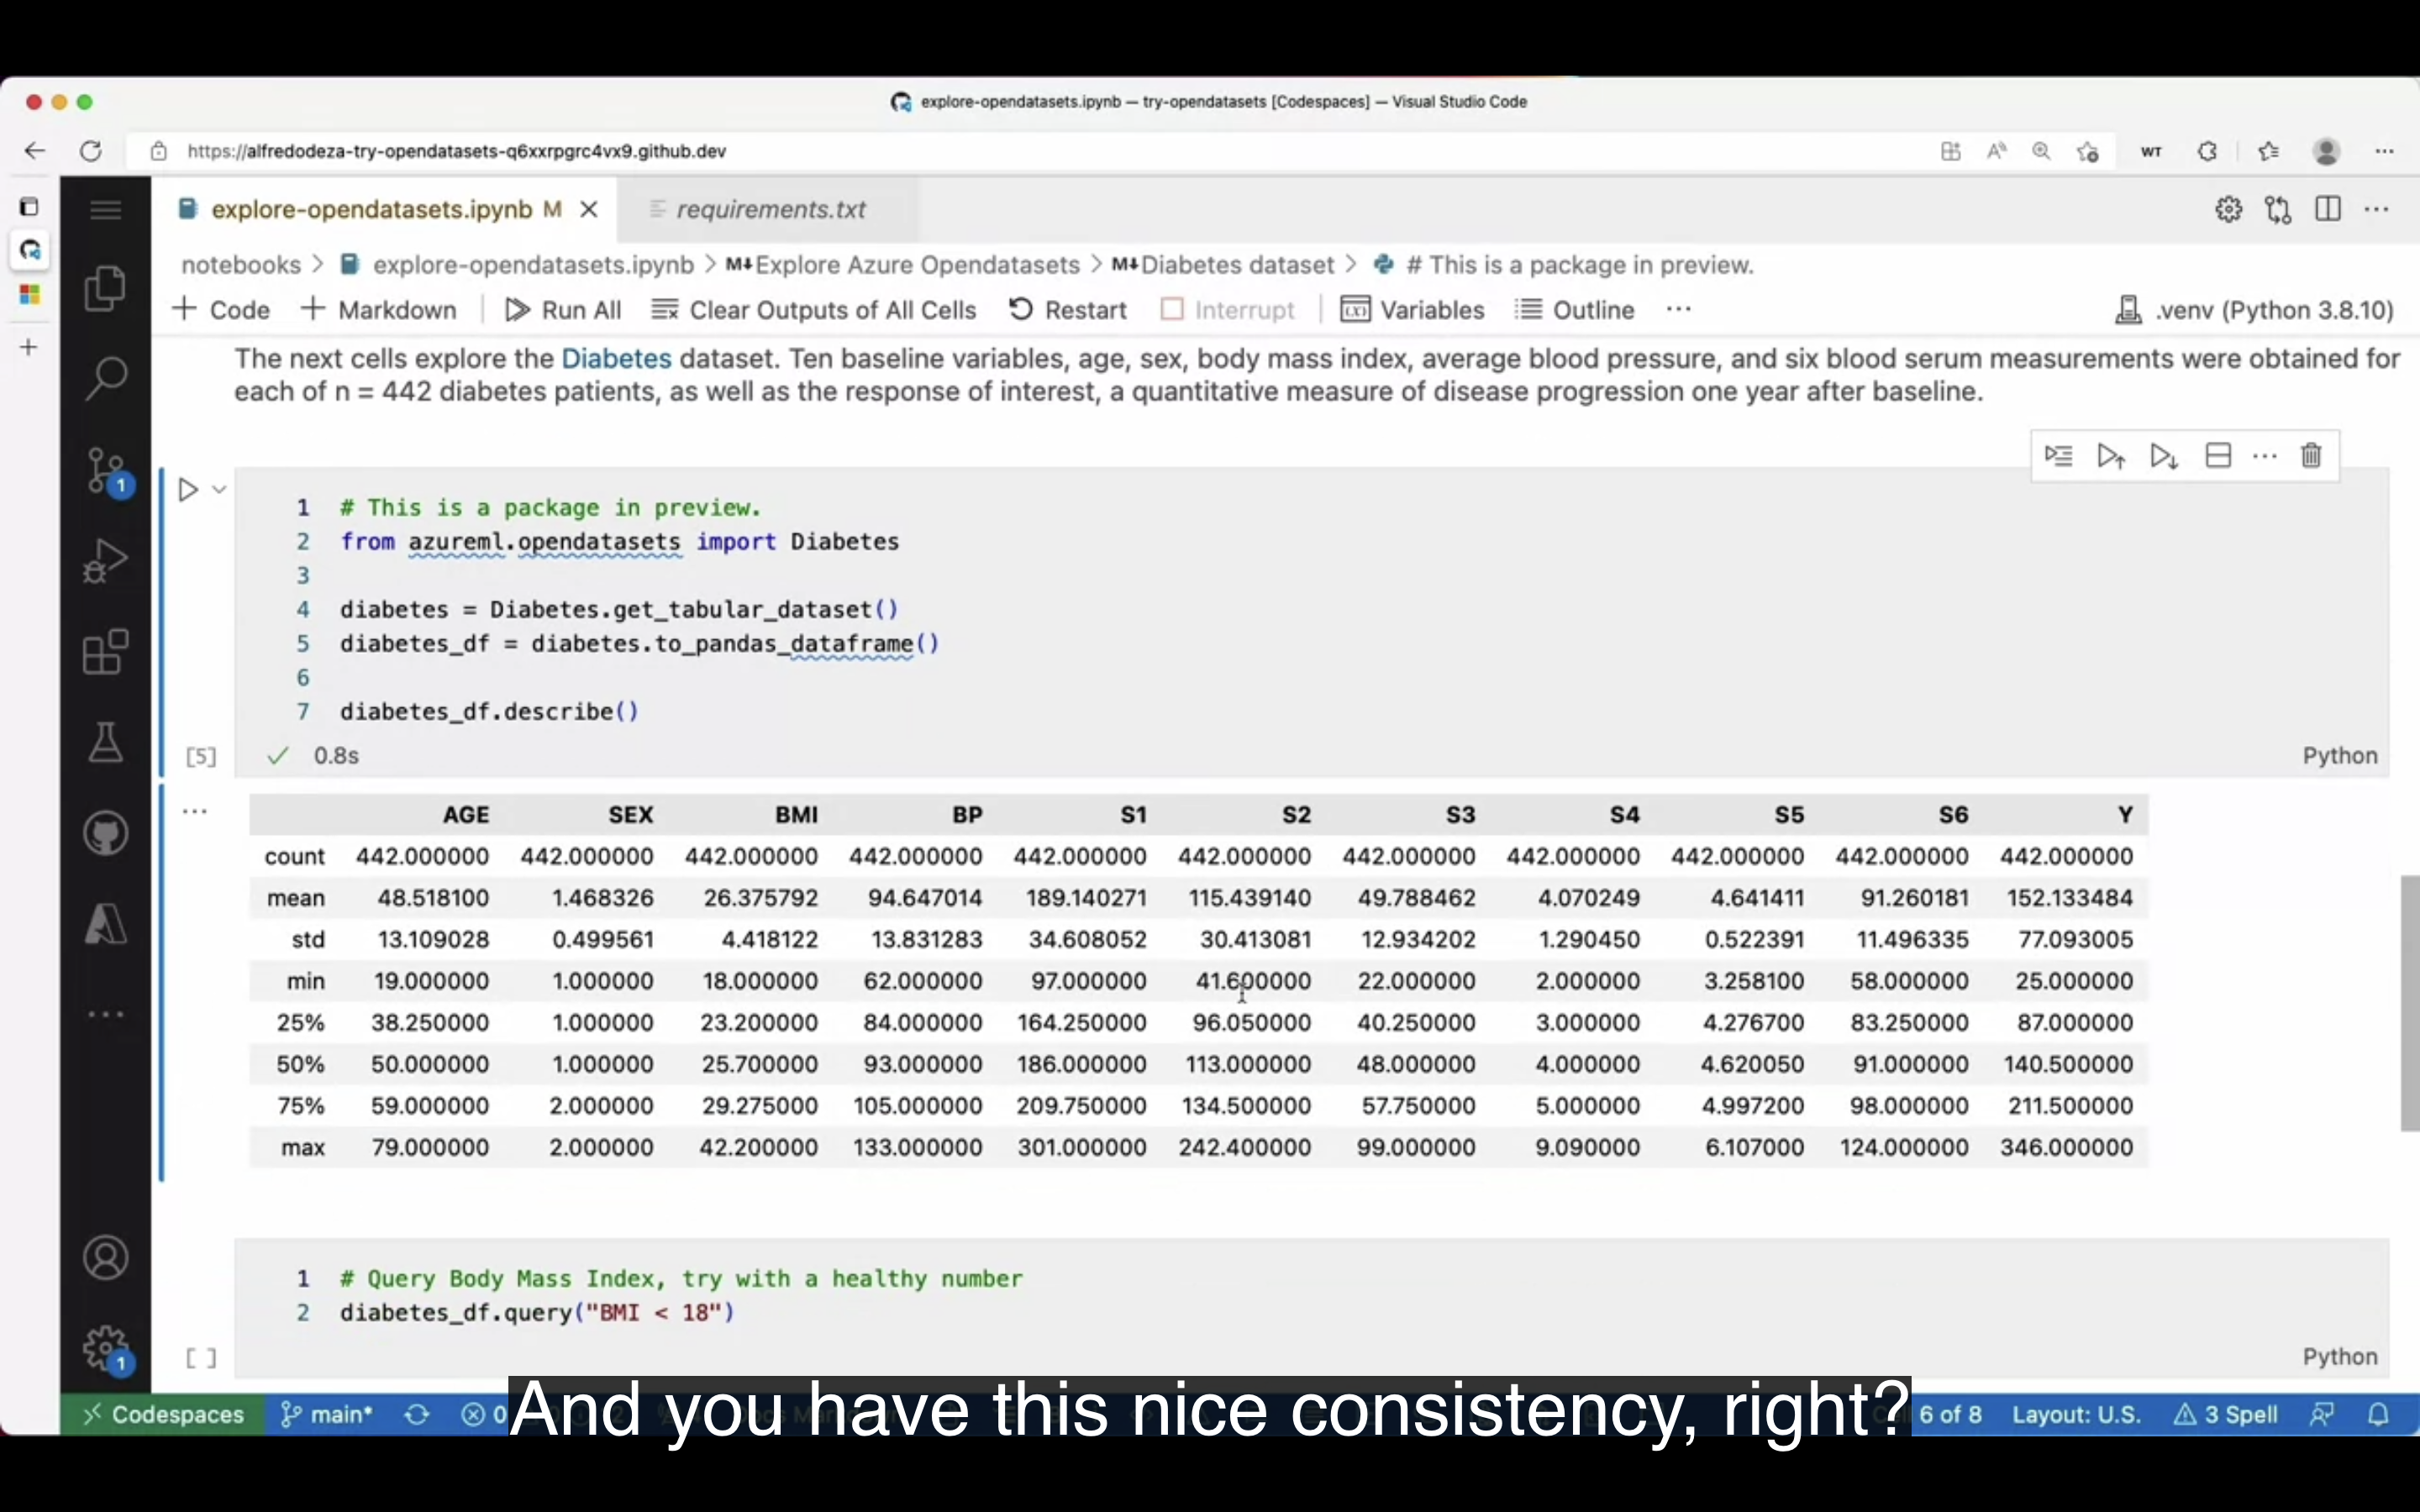 explore-opendatasets.ipynb — try-opendatasets [Codespaces] — Visual Studio Code
https://alfredodeza-try-opendatasets-q6xxrpgrc4vx9.github.dev
WT
explore-opendatasets.ipynb M
requirements.txt
notebooks > explore-opendatasets.ipynb > M↓Explore Azure Opendatasets > M↓Diabetes dataset > # This is a package in preview.
+ Code + Markdown Run All Clear Outputs of All Cells Restart Interrupt Variables Outline ... .venv (Python 3.8.10)
The next cells explore the Diabetes dataset. Ten baseline variables, age, sex, body mass index, average blood pressure, and six blood serum measurements were obtained for
each of n = 442 diabetes patients, as well as the response of interest, a quantitative measure of disease progression one year after baseline.
1 # This is a package in preview.
2 from azureml.opendatasets import Diabetes
3
4 diabetes = Diabetes.get_tabular_dataset()
5 diabetes_df = diabetes.to_pandas_dataframe()
6
7 diabetes_df.describe()
[5] 0.8s Python
AGE SEX BMI BP S1 S2 S3 S4 S5 S6 Y
count 442.000000 442.000000 442.000000 442.000000 442.000000 442.000000 442.000000 442.000000 442.000000 442.000000 442.000000
mean 48.518100 1.468326 26.375792 94.647014 189.140271 115.439140 49.788462 4.070249 4.641411 91.260181 152.133484
std 13.109028 0.499561 4.418122 13.831283 34.608052 30.413081 12.934202 1.290450 0.522391 11.496335 77.093005
min 19.000000 1.000000 18.000000 62.000000 97.000000 41.600000 22.000000 2.000000 3.258100 58.000000 25.000000
25% 38.250000 1.000000 23.200000 84.000000 164.250000 96.050000 40.250000 3.000000 4.276700 83.250000 87.000000
50% 50.000000 1.000000 25.700000 93.000000 186.000000 113.000000 48.000000 4.000000 4.620050 91.000000 140.500000
75% 59.000000 2.000000 29.275000 105.000000 209.750000 134.500000 57.750000 5.000000 4.997200 98.000000 211.500000
max 79.000000 2.000000 42.200000 133.000000 301.000000 242.400000 99.000000 9.090000 6.107000 124.000000 346.000000
1 # Query Body Mass Index, try with a healthy number
2 diabetes_df.query("BMI < 18")
[ ] Python
1
1
Codespaces main* 0
6 of 8 Layout: U.S. 3 Spell
And you have this nice consistency, right?